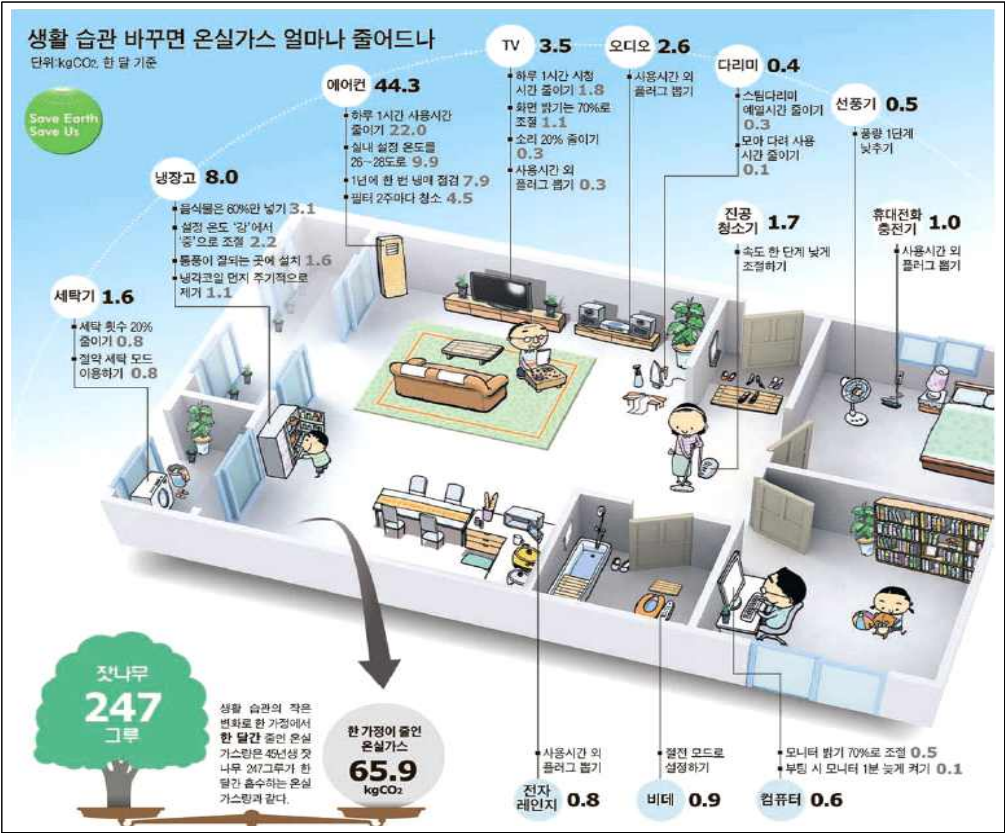 생활 습관 바꾸면 온실가스 얼마나 줄어드나
단위:kgCO₂, 한 달 기준
Save Earth
Save Us
세탁기 1.6
세탁 횟수 20%
줄이기 0.8
절약 세탁 모드
이용하기 0.8
냉장고 8.0
음식물은 60%만 넣기 3.1
설정 온도 '강'에서
'중'으로 조절 2.2
통풍이 잘되는 곳에 설치 1.6
냉각코일 먼지 주기적으로
제거 1.1
에어컨 44.3
하루 1시간 사용시간
줄이기 22.0
실내 설정 온도를
26~28도로 9.9
1년에 한 번 냉매 점검 7.9
필터 2주마다 청소 4.5
TV 3.5
하루 1시간 시청
시간 줄이기 1.8
화면 밝기는 70%로
조절 1.1
소리 20% 줄이기
0.3
사용시간 외
플러그 뽑기 0.3
오디오 2.6
사용시간 외
플러그 뽑기
다리미 0.4
스팀다리미
예열시간 줄이기
0.3
모아 다려 사용
시간 줄이기
0.1
선풍기 0.5
풍량 1단계
낮추기
진공
청소기 1.7
속도 한 단계 낮게
조절하기
휴대전화
충전기 1.0
사용시간 외
플러그 뽑기
잣나무
247
그루
생활 습관의 작은
변화로 한 가정에서
한 달간 줄인 온실
가스량은 45년생 잣
나무 247그루가 한
달간 흡수하는 온실
가스량과 같다.
한 가정이 줄인
온실가스
65.9
kgCO₂
사용시간 외
플러그 뽑기
전자
레인지 0.8
절전 모드로
설정하기
비데 0.9
모니터 밝기 70%로 조절 0.5
부팅 시 모니터 1분 늦게 켜기 0.1
컴퓨터 0.6